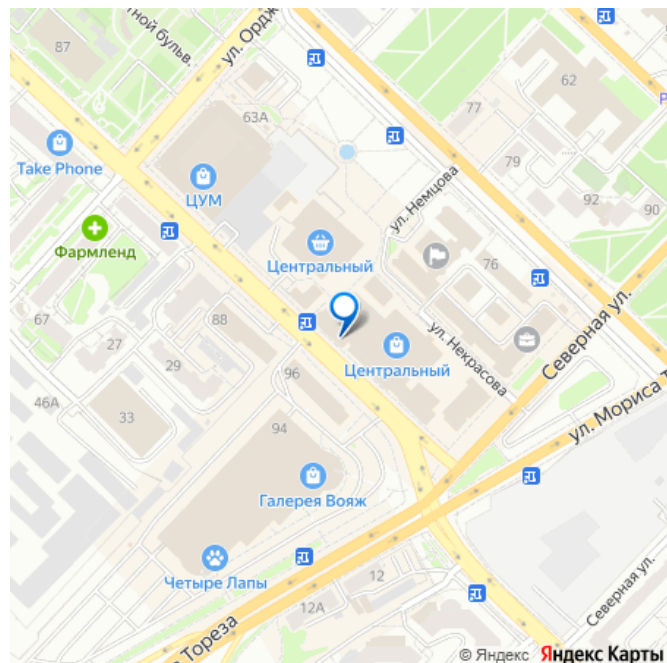 тной бульв.
ул. Ордж
87
62
63А
77
Р
Take Phone
ЦУМ
79
92
90
ул. Немцова
Фармленд
Центральный
76
67
88
27
29
Северная ул.
ул. Некрасова
Центральный
96
46А
33
94
ул. Мориса Т
Галерея Вояж
Четыре Лапы
12
12А
Северная ул.
а Тореза
© Яндекс Яндекс Карты